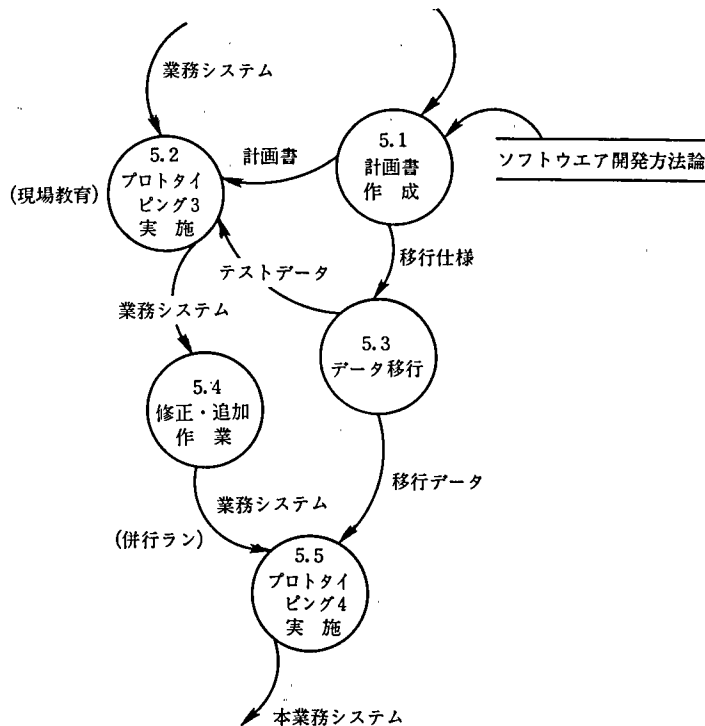 業務システム
5.1
計画書
作成
ソフトウエア開発方法論
5.2
プロトタイ
ピング3
実施
計画書
(現場教育)
移行仕様
テストデータ
業務システム
5.3
データ移行
5.4
修正・追加
作業
移行データ
業務システム
(併行ラン)
5.5
プロトタイ
ピング4
実施
本業務システム